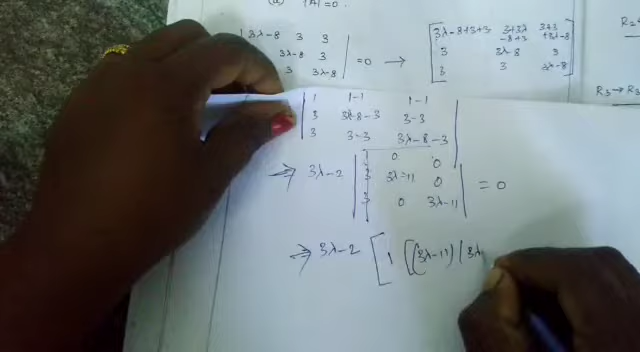 (a) |A|=0.
| 3λ-8 3 3
3λ-8 3
3 3λ-8 | =0 →
[ 3λ-8+3+3 3+3λ-8+3 3+3+3λ-8
3 3λ-8 3
3 3 3λ-8 ]
R₃→R₃
| 1 1-1 1-1
3 3λ-8-3 3-3
3 3-3 3λ-8-3 |
⇒ 3λ-2 | 1 0 0
3 3λ-11 0
3 0 3λ-11 | = 0
⇒ 3λ-2 [ 1 [(3λ-11) (3λ